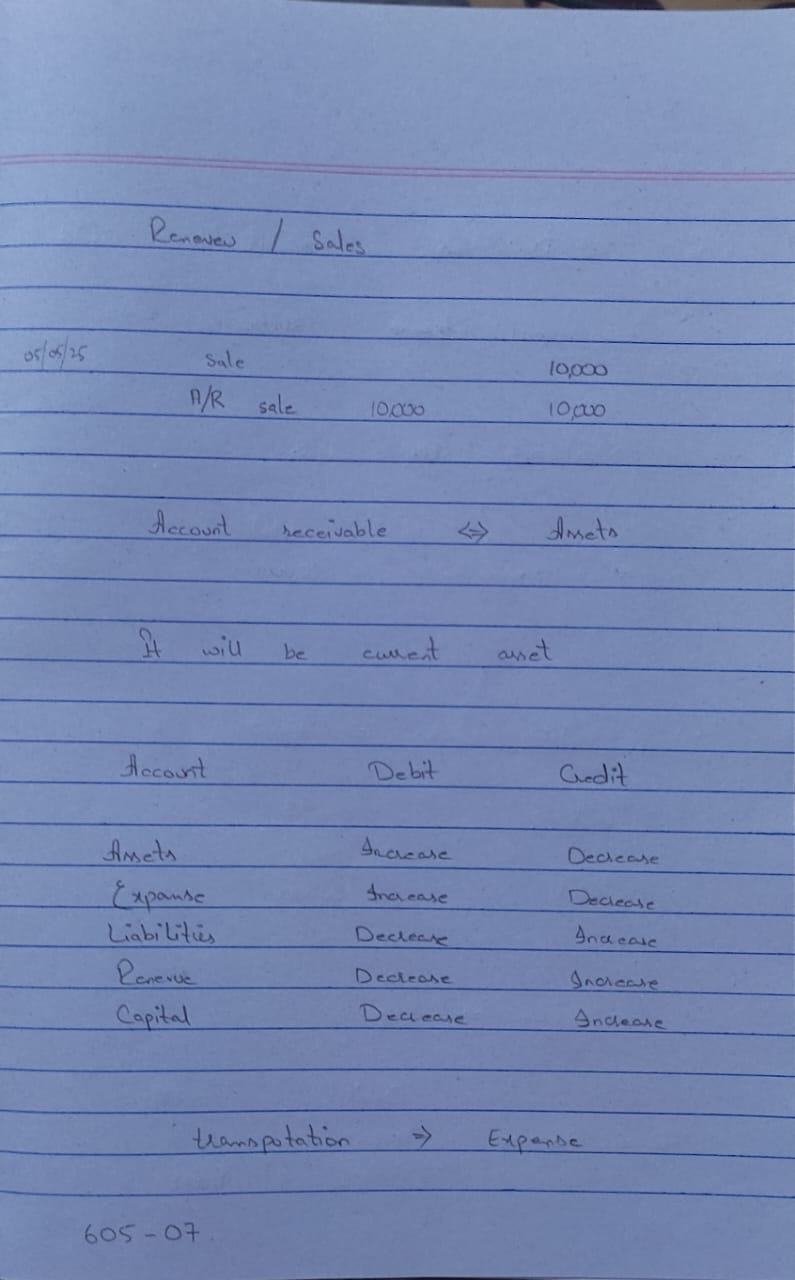 Renevew / Sales
05/05/25 Sale 10,000
A/R sale 10,000 10,000
Account receivable <=> Assets
It will be current asset
Account Debit Credit
Assets Increase Decrease
Expanse Increase Decrease
Liabilities Decrease Increase
Renevue Decrease Increase
Capital Decrease Increase
transpotation => Expense
605-07